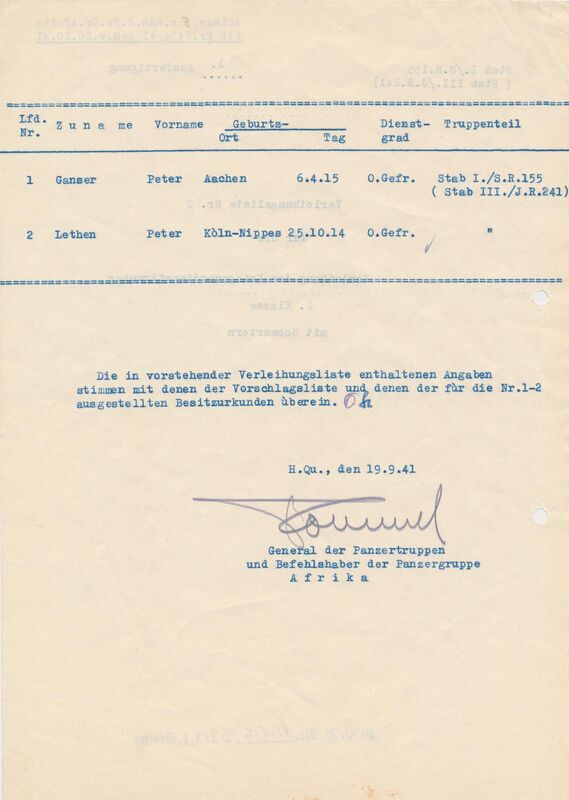 Lfd. Nr. Zuname Vorname Geburts- Ort Tag Dienst-grad Truppenteil
1 Ganser Peter Aachen 6.4.15 O.Gefr. Stab I./S.R.155
( Stab III./J.R.241)
2 Lethen Peter Köln-Nippes 25.10.14 O.Gefr. "
Die in vorstehender Verleihungsliste enthaltenen Angaben
stimmen mit denen der Vorschlagsliste und denen der für die Nr.1-2
ausgestellten Besitzurkunden überein.
H.Qu., den 19.9.41
Rommel
General der Panzertruppen
und Befehlshaber der Panzergruppe
Afrika